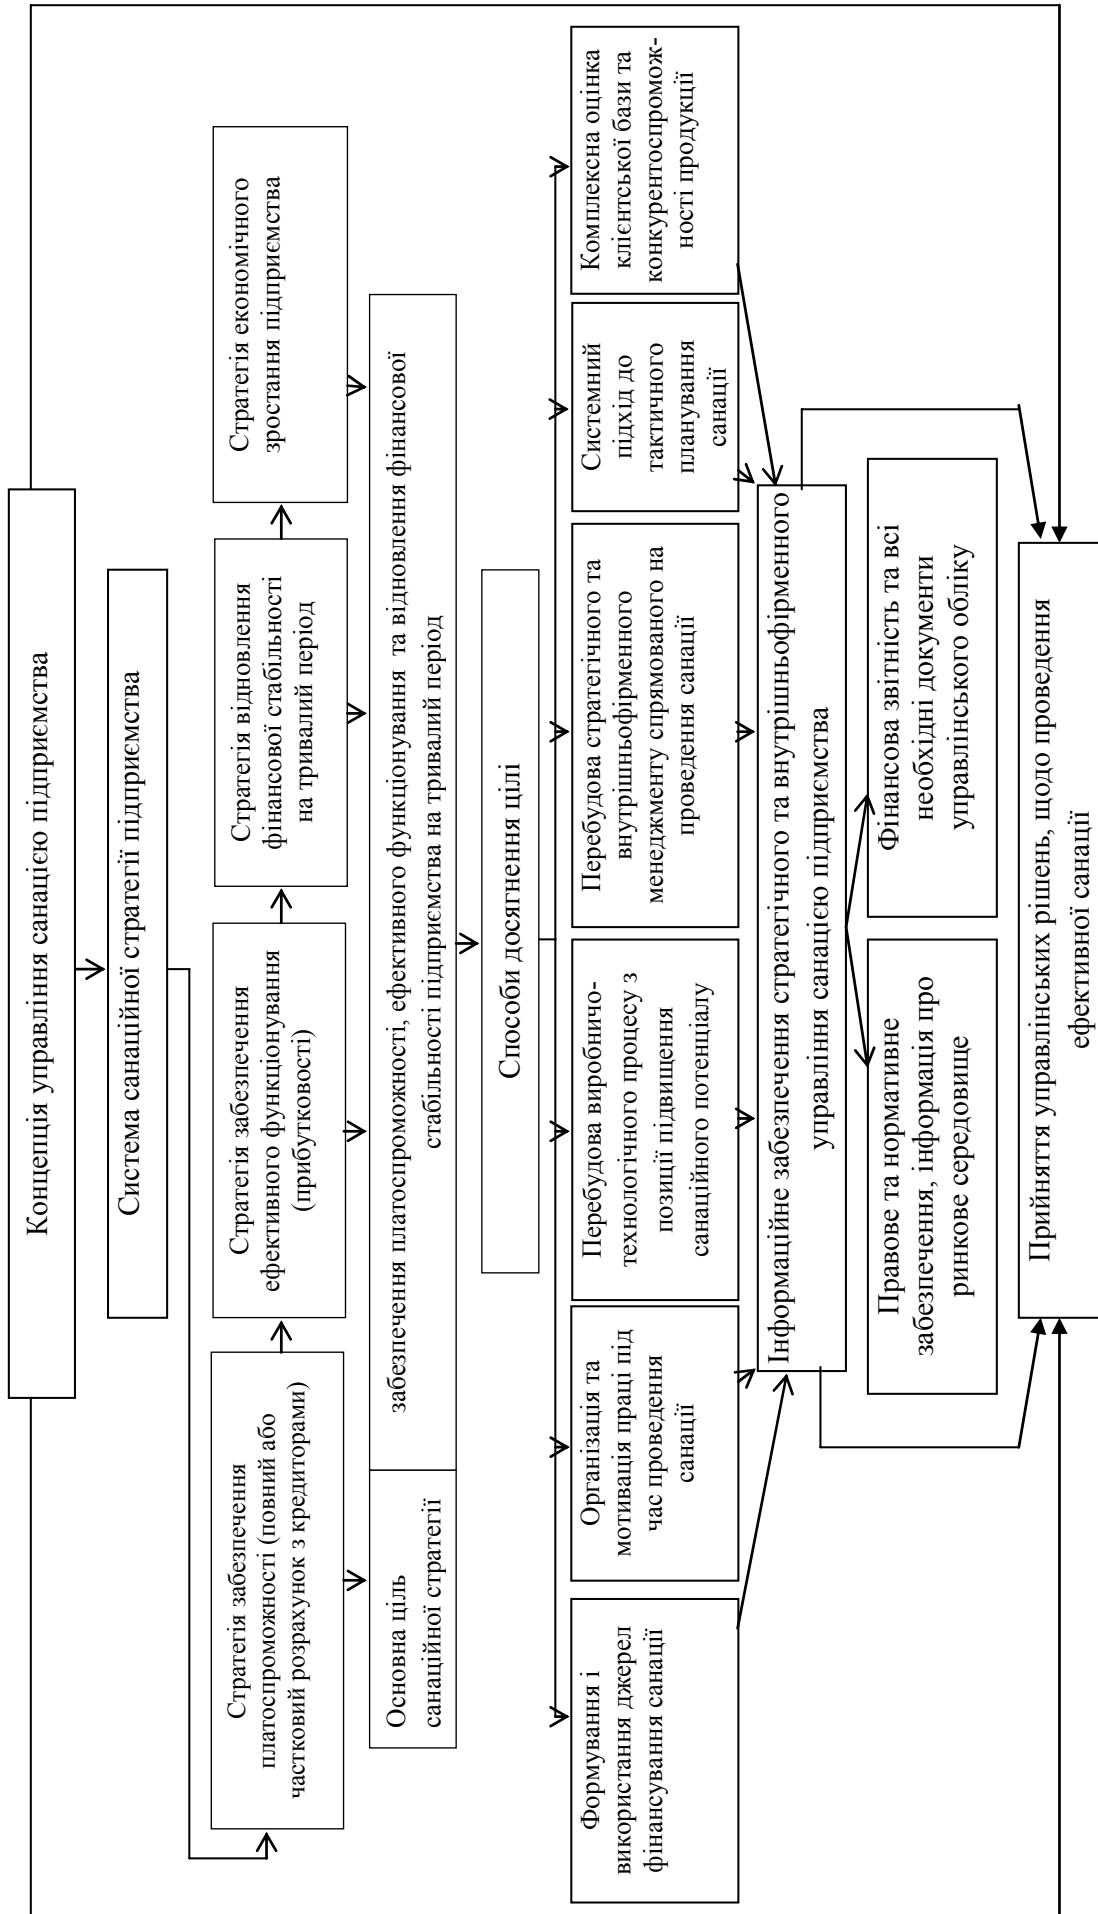 Концепція управління санацією підприємства
Система санаційної стратегії підприємства
Стратегія забезпечення
платоспроможності (повний або
частковий розрахунок з кредиторами)
Стратегія забезпечення
ефективного функціонування
(прибутковості)
Стратегія відновлення
фінансової стабільності
на тривалий період
Стратегія економічного
зростання підприємства
Основна ціль
санаційної стратегії
забезпечення платоспроможності, ефективного функціонування та відновлення фінансової
стабільності підприємства на тривалий період
Способи досягнення цілі
Формування і
використання джерел
фінансування санації
Організація та
мотивація праці під
час проведення
санації
Перебудова виробничо-
технологічного процесу з
позиції підвищення
санаційного потенціалу
Перебудова стратегічного та
внутрішньофірменного
менеджменту спрямованого на
проведення санації
Системний
підхід до
тактичного
планування
санації
Комплексна оцінка
клієнтської бази та
конкурентоспромож-
ності продукції
Інформаційне забезпечення стратегічного та внутрішньофірменного
управління санацією підприємства
Правове та нормативне
забезпечення, інформація про
ринкове середовище
Фінансова звітність та всі
необхідні документи
управлінського обліку
Прийняття управлінських рішень, щодо проведення
ефективної санації